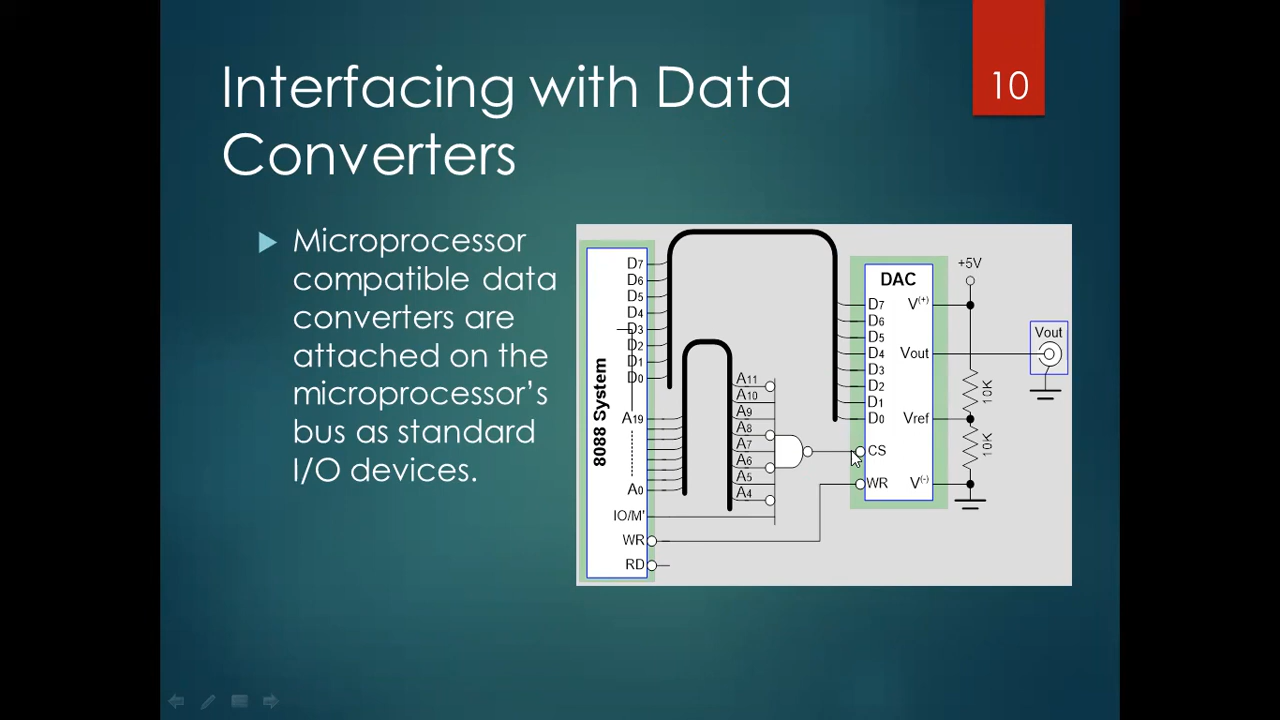 Interfacing with Data
Converters
10
Microprocessor
compatible data
converters are
attached on the
microprocessor's
bus as standard
I/O devices.
8088 System
D7
D6
D5
D4
D3
D2
D1
D0
A19
A0
IO/M'
WR
RD
A11
A10
A9
A8
A7
A6
A5
A4
DAC
D7
D6
D5
D4
D3
D2
D1
D0
CS
WR
V(+)
Vout
Vref
V(-)
+5V
10K
10K
Vout